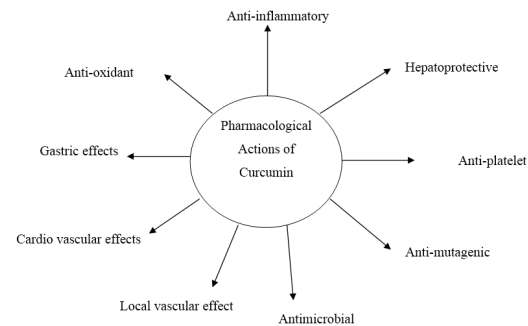 Anti-inflammatory
Hepatoprotective
Anti-oxidant
Pharmacological
Actions of
Curcumin
Gastric effects
Anti-platelet
Cardio vascular effects
Anti-mutagenic
Local vascular effect
Antimicrobial